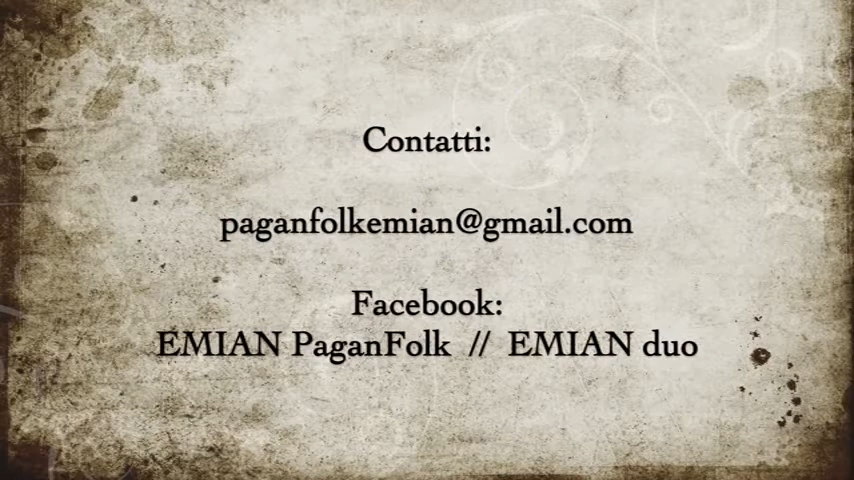 Contatti:
paganfolkemian@gmail.com
Facebook:
EMIAN PaganFolk // EMIAN duo